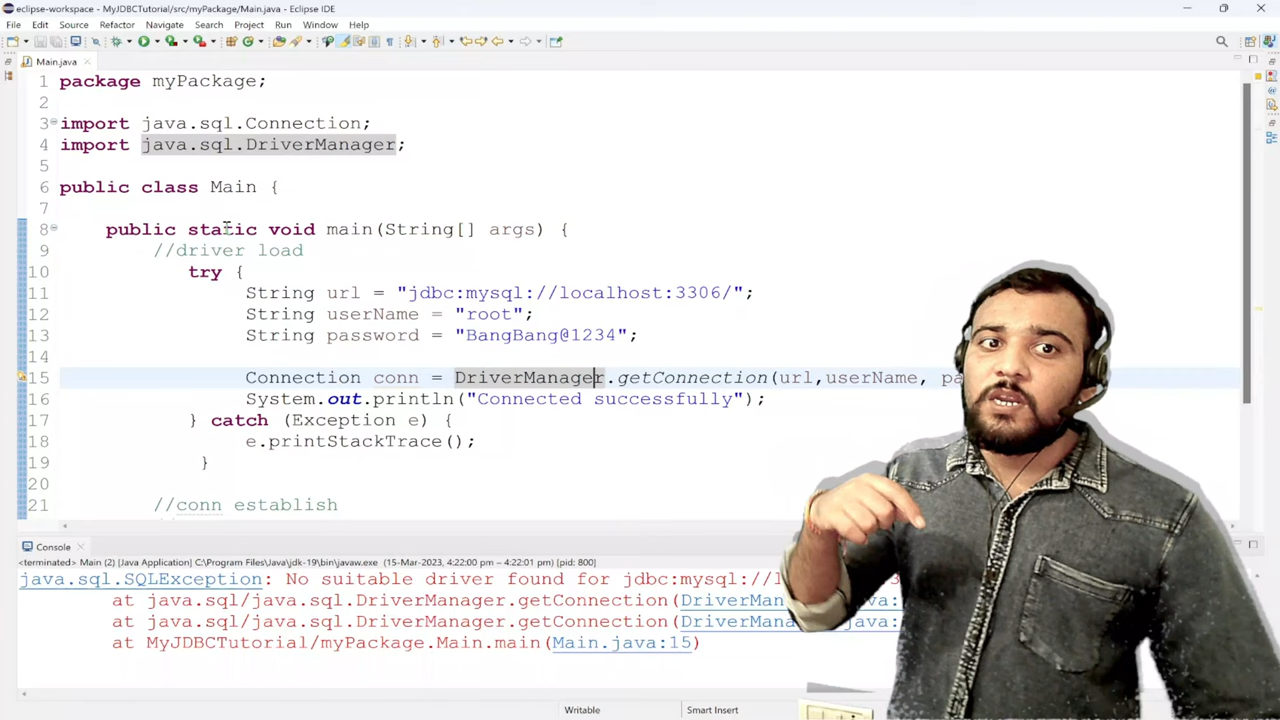 eclipse-workspace - MyJDBCTutorial/src/myPackage/Main.java - Eclipse IDE
File Edit Source Refactor Navigate Search Project Run Window Help
Main.java
1 package myPackage;
2
3 import java.sql.Connection;
4 import java.sql.DriverManager;
5
6 public class Main {
7
8 public static void main(String[] args) {
9 //driver load
10 try {
11 String url = "jdbc:mysql://localhost:3306/";
12 String userName = "root";
13 String password = "BangBang@1234";
14
15 Connection conn = DriverManager.getConnection(url,userName, pa
16 System.out.println("Connected successfully");
17 } catch (Exception e) {
18 e.printStackTrace();
19 }
20
21 //conn establish
Console
<terminated> Main (2) [Java Application] C:\Program Files\Java\jdk-19\bin\javaw.exe (15-Mar-2023, 4:22:00 pm – 4:22:01 pm) [pid: 800]
java.sql.SQLException: No suitable driver found for jdbc:mysql://l
at java.sql/java.sql.DriverManager.getConnection(DriverMan
at java.sql/java.sql.DriverManager.getConnection(DriverMan
at MyJDBCTutorial/myPackage.Main.main(Main.java:15)
Writable
Smart Insert